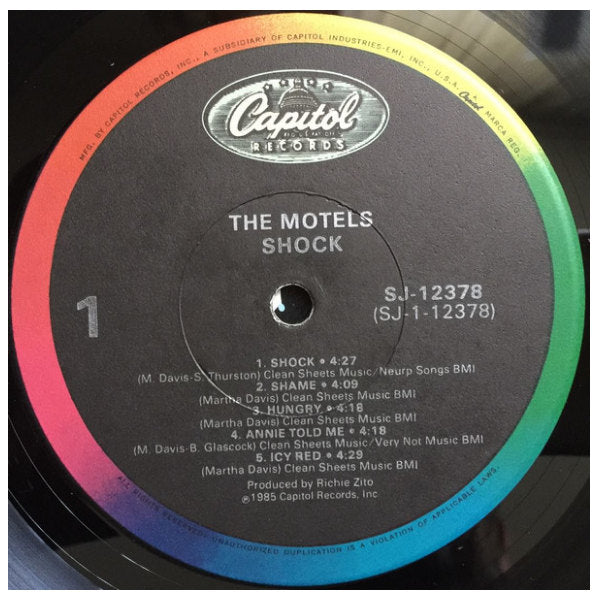 MFG. BY CAPITOL RECORDS, INC., A SUBSIDIARY OF CAPITOL INDUSTRIES-EMI, INC., U.S.A. Capitol MARCA REG.
Capitol
RECORDS
THE MOTELS
SHOCK
1
SJ-12378
(SJ-1-12378)
1. SHOCK • 4:27
(M. Davis-S. Thurston) Clean Sheets Music/Neurp Songs BMI
2. SHAME • 4:09
(Martha Davis) Clean Sheets Music BMI
3. HUNGRY • 4:18
(Martha Davis) Clean Sheets Music BMI
4. ANNIE TOLD ME • 4:18
(M. Davis-B. Glascock) Clean Sheets Music/Very Not Music BMI
5. ICY RED • 4:29
(Martha Davis) Clean Sheets Music BMI
Produced by Richie Zito
℗1985 Capitol Records, Inc
ALL RIGHTS RESERVED. UNAUTHORIZED DUPLICATION IS A VIOLATION OF APPLICABLE LAWS.